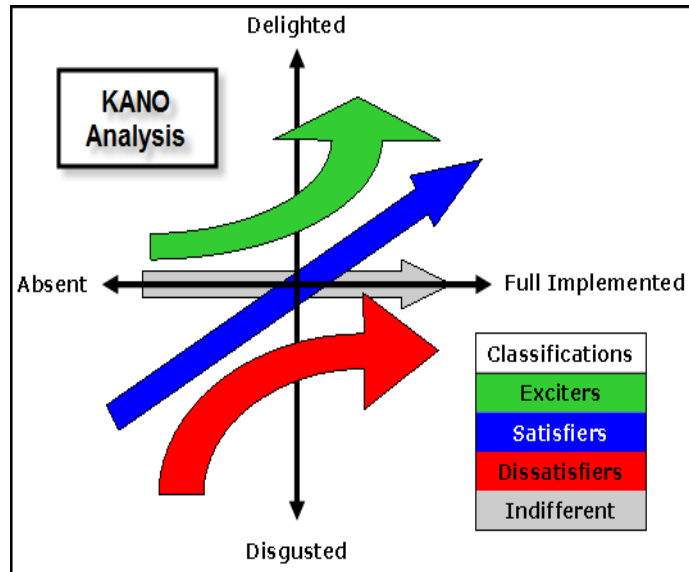 Delighted
KANO
Analysis
Absent
Full Implemented
Classifications
Exciters
Satisfiers
Dissatisfiers
Indifferent
Disgusted